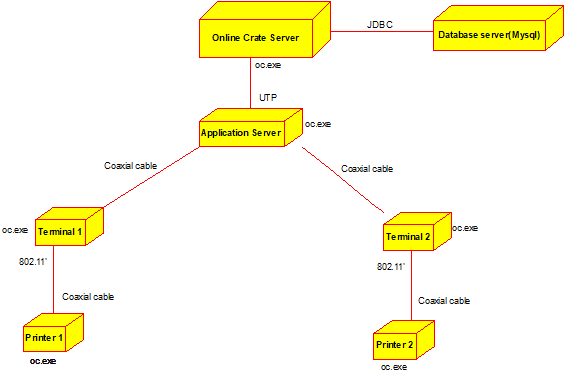 Online Crate Server
JDBC
Database server(Mysql)
oc.exe
UTP
Application Server
oc.exe
Coaxial cable
Coaxial cable
oc.exe
Terminal 1
Terminal 2
oc.exe
802.11'
802.11'
Coaxial cable
Coaxial cable
Printer 1
Printer 2
oc.exe
oc.exe